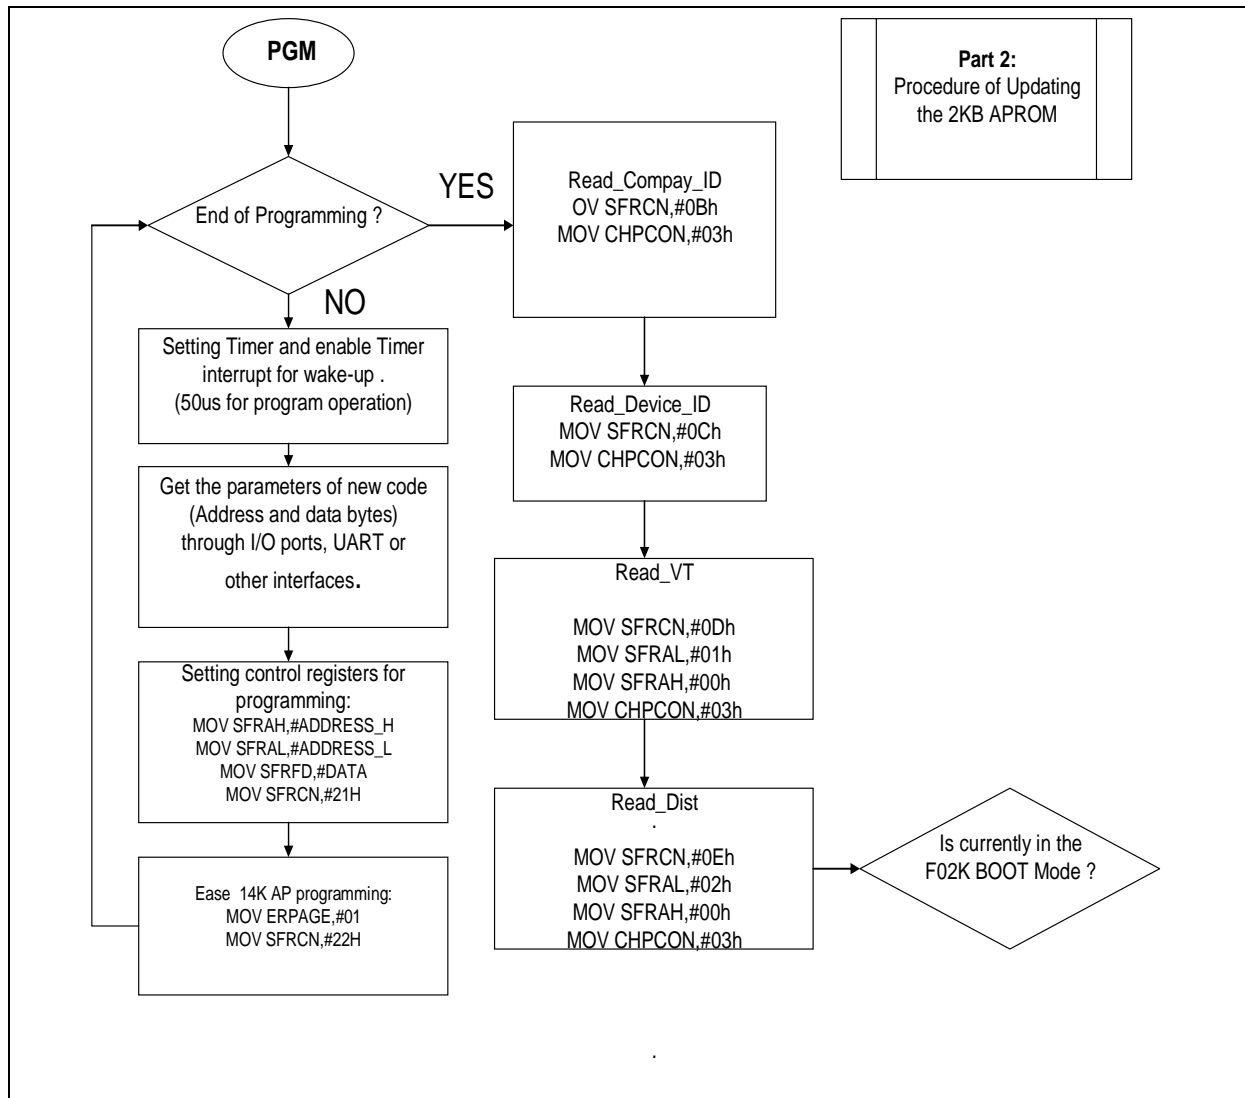 PGM
Part 2:
Procedure of Updating
the 2KB APROM
End of Programming ?
YES
NO
Setting Timer and enable Timer
interrupt for wake-up .
(50us for program operation)
Get the parameters of new code
(Address and data bytes)
through I/O ports, UART or
other interfaces.
Setting control registers for
programming:
MOV SFRAH,#ADDRESS_H
MOV SFRAL,#ADDRESS_L
MOV SFRFD,#DATA
MOV SFRCN,#21H
Ease 14K AP programming:
MOV ERPAGE,#01
MOV SFRCN,#22H
Read_Compay_ID
OV SFRCN,#0Bh
MOV CHPCON,#03h
Read_Device_ID
MOV SFRCN,#0Ch
MOV CHPCON,#03h
Read_VT
MOV SFRCN,#0Dh
MOV SFRAL,#01h
MOV SFRAH,#00h
MOV CHPCON,#03h
Read_Dist
.
MOV SFRCN,#0Eh
MOV SFRAL,#02h
MOV SFRAH,#00h
MOV CHPCON,#03h
Is currently in the
F02K BOOT Mode ?
.